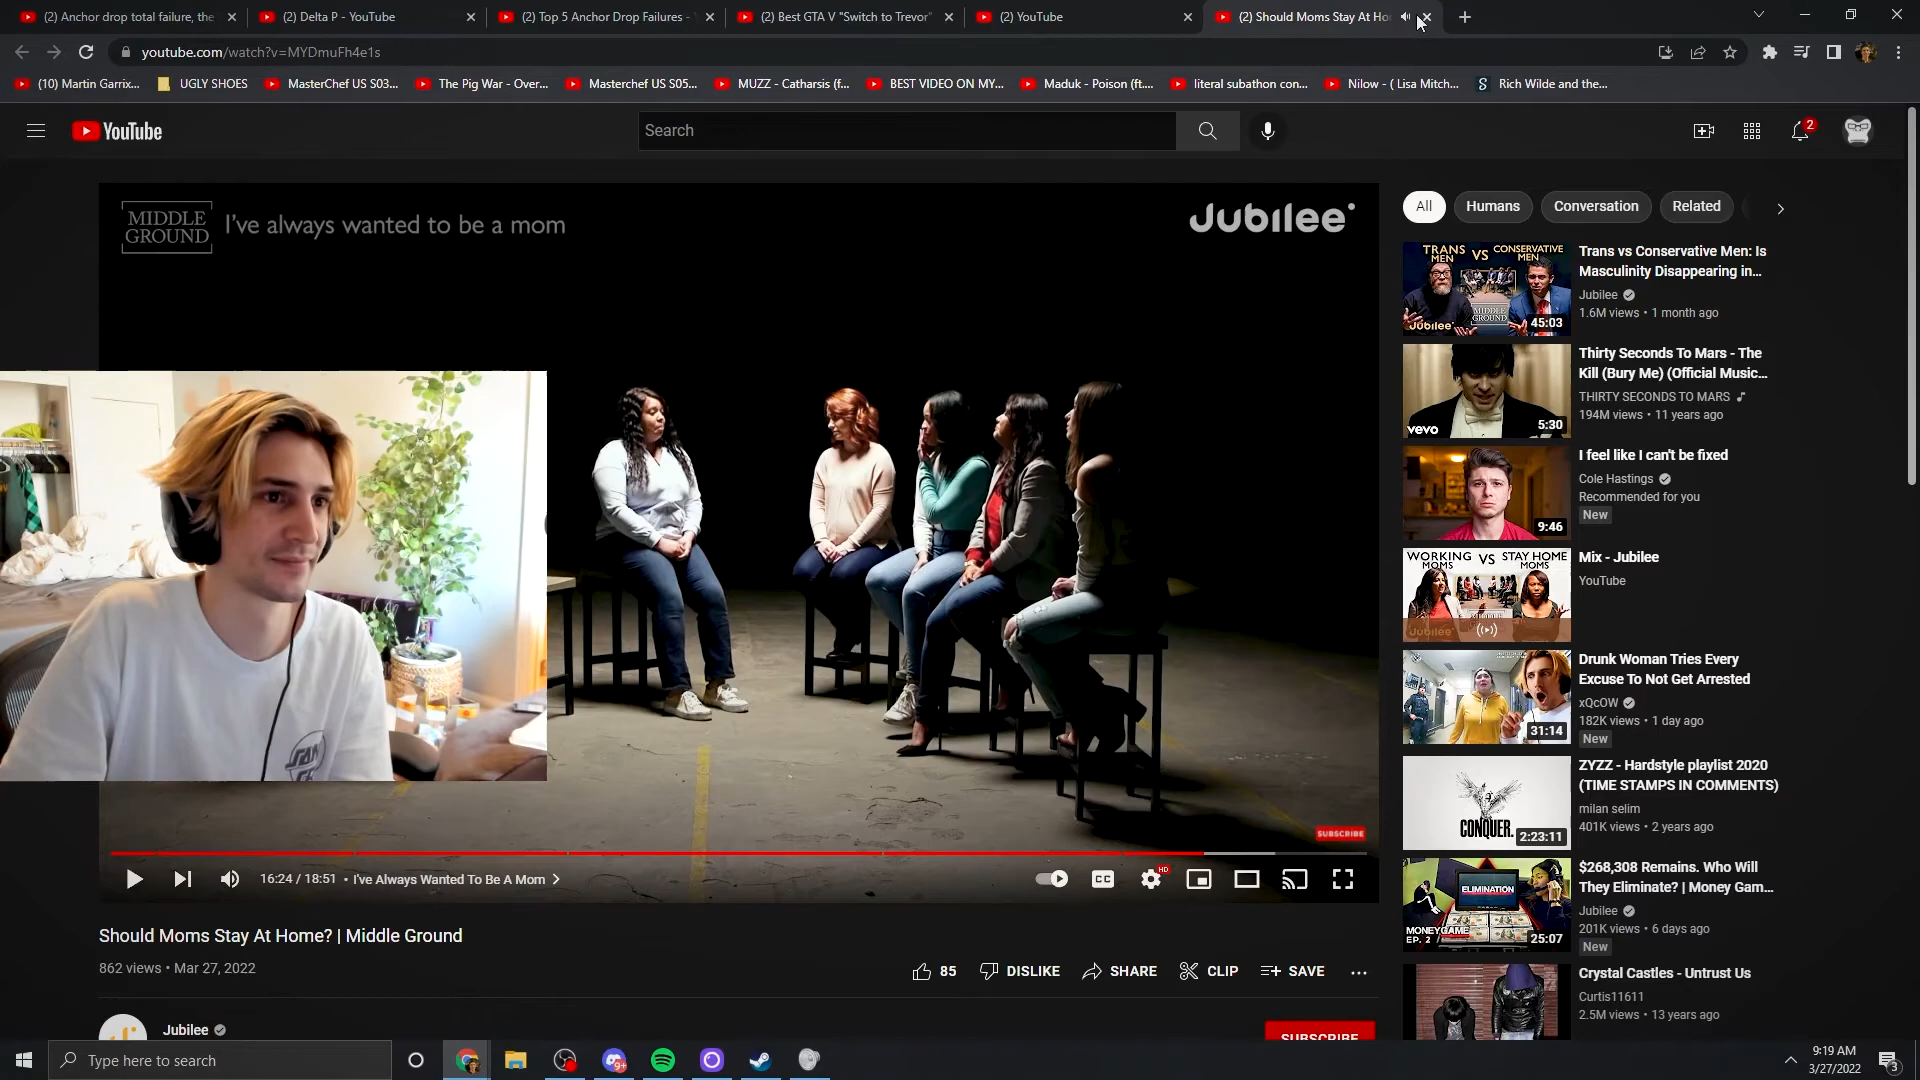 (2) Anchor drop total failure, the
(2) Delta P - YouTube
(2) Top 5 Anchor Drop Failures -
(2) Best GTA V "Switch to Trevor"
(2) YouTube
(2) Should Moms Stay At Ho
youtube.com/watch?v=MYDmuFh4e1s
(10) Martin Garrix...
UGLY SHOES
MasterChef US S03...
The Pig War - Over...
Masterchef US S05...
MUZZ - Catharsis (f...
BEST VIDEO ON MY...
Maduk - Poison (ft....
literal subathon con...
Nilow - ( Lisa Mitch...
Rich Wilde and the...
YouTube
Search
2
MIDDLE GROUND
I've always wanted to be a mom
Jubilee
SUBSCRIBE
16:24 / 18:51 • I've Always Wanted To Be A Mom
CC
HD
Should Moms Stay At Home? | Middle Ground
862 views • Mar 27, 2022
85
DISLIKE
SHARE
CLIP
SAVE
Jubilee
SUBSCRIBE
All
Humans
Conversation
Related
TRANS MEN VS CONSERVATIVE MEN
MIDDLE GROUND
Jubilee
45:03
Trans vs Conservative Men: Is
Masculinity Disappearing in...
Jubilee
1.6M views • 1 month ago
vevo
5:30
Thirty Seconds To Mars - The
Kill (Bury Me) (Official Music...
THIRTY SECONDS TO MARS
194M views • 11 years ago
9:46
I feel like I can't be fixed
Cole Hastings
Recommended for you
New
WORKING MOMS VS STAY HOME MOMS
Jubilee
Mix - Jubilee
YouTube
31:14
Drunk Woman Tries Every
Excuse To Not Get Arrested
xQcOW
182K views • 1 day ago
New
CONQUER.
2:23:11
ZYZZ - Hardstyle playlist 2020
(TIME STAMPS IN COMMENTS)
milan selim
401K views • 2 years ago
ELIMINATION
MONEY GAME
EP. 2
25:07
$268,308 Remains. Who Will
They Eliminate? | Money Gam...
Jubilee
201K views • 6 days ago
New
Crystal Castles - Untrust Us
Curtis11611
2.5M views • 13 years ago
Type here to search
9+
9:19 AM
3/27/2022
3